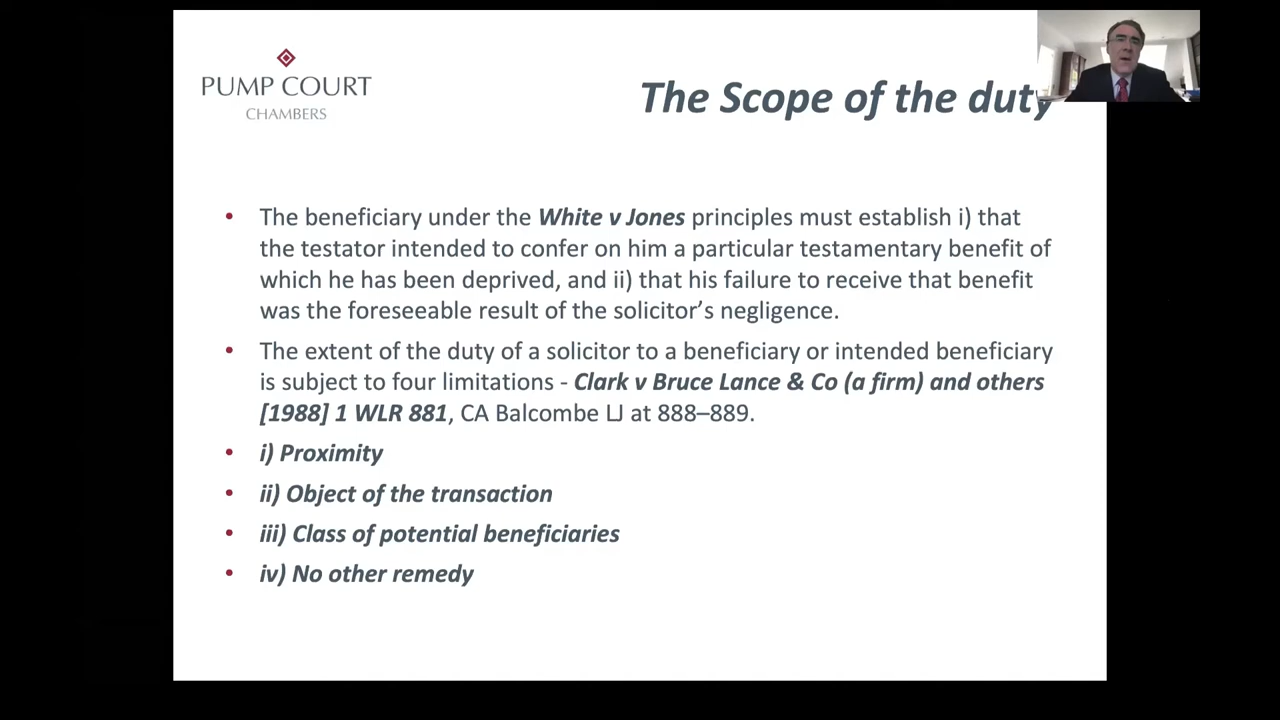 PUMP COURT
CHAMBERS
The Scope of the duty
• The beneficiary under the White v Jones principles must establish i) that
the testator intended to confer on him a particular testamentary benefit of
which he has been deprived, and ii) that his failure to receive that benefit
was the foreseeable result of the solicitor’s negligence.
• The extent of the duty of a solicitor to a beneficiary or intended beneficiary
is subject to four limitations - Clark v Bruce Lance & Co (a firm) and others
[1988] 1 WLR 881, CA Balcombe LJ at 888–889.
• i) Proximity
• ii) Object of the transaction
• iii) Class of potential beneficiaries
• iv) No other remedy